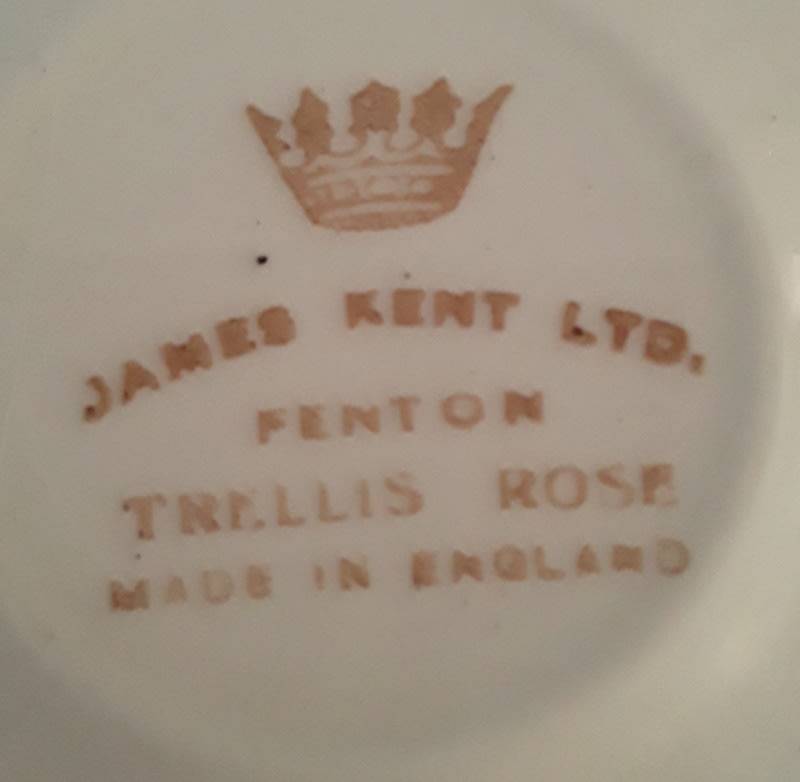 JAMES KENT LTD.
FENTON
TRELLIS ROSE
MADE IN ENGLAND